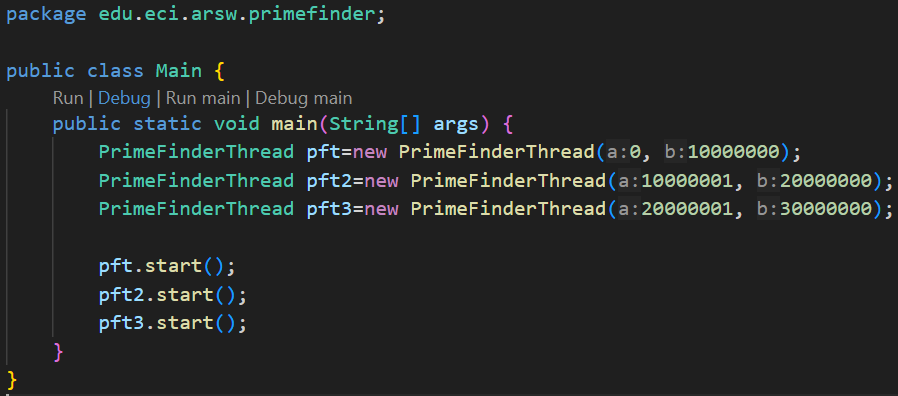 package edu.eci.arsw.primefinder;
public class Main {
Run | Debug | Run main | Debug main
public static void main(String[] args) {
PrimeFinderThread pft=new PrimeFinderThread(a:0, b:10000000);
PrimeFinderThread pft2=new PrimeFinderThread(a:10000001, b:20000000);
PrimeFinderThread pft3=new PrimeFinderThread(a:20000001, b:30000000);
pft.start();
pft2.start();
pft3.start();
}
}